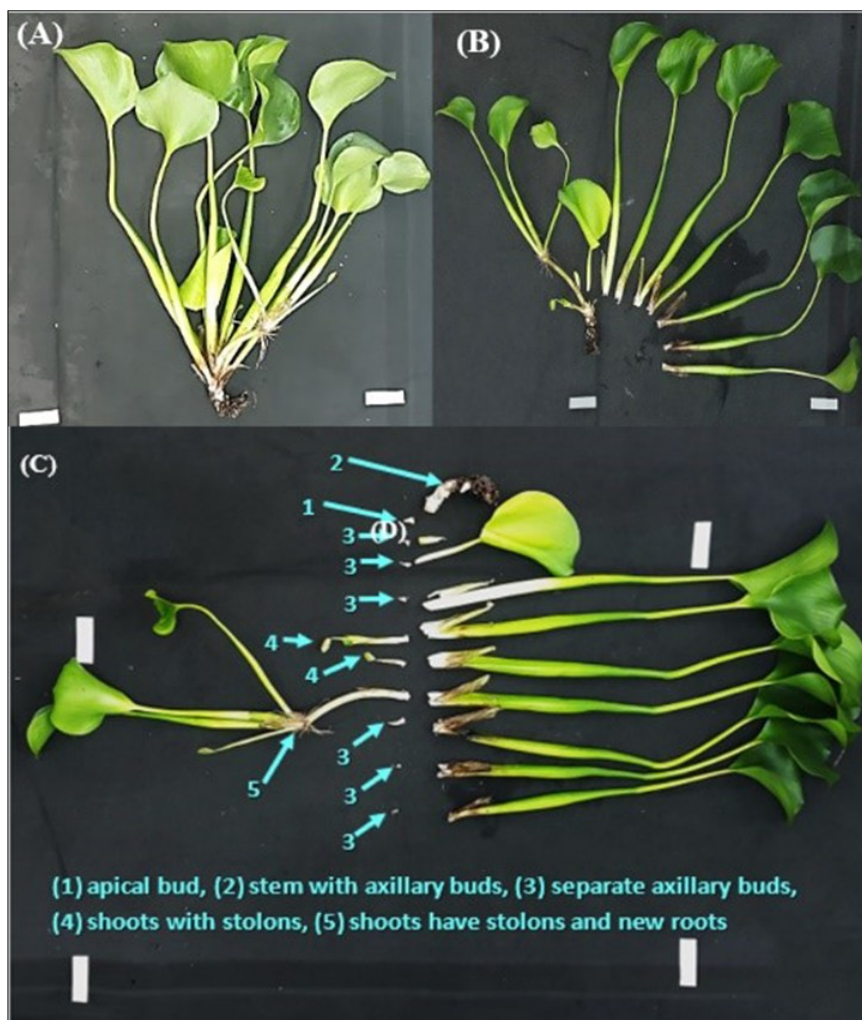 (A)
(B)
(C)
2
1
(D)
3
3
3
4
4
3
5
3
3
(1) apical bud, (2) stem with axillary buds, (3) separate axillary buds,
(4) shoots with stolons, (5) shoots have stolons and new roots